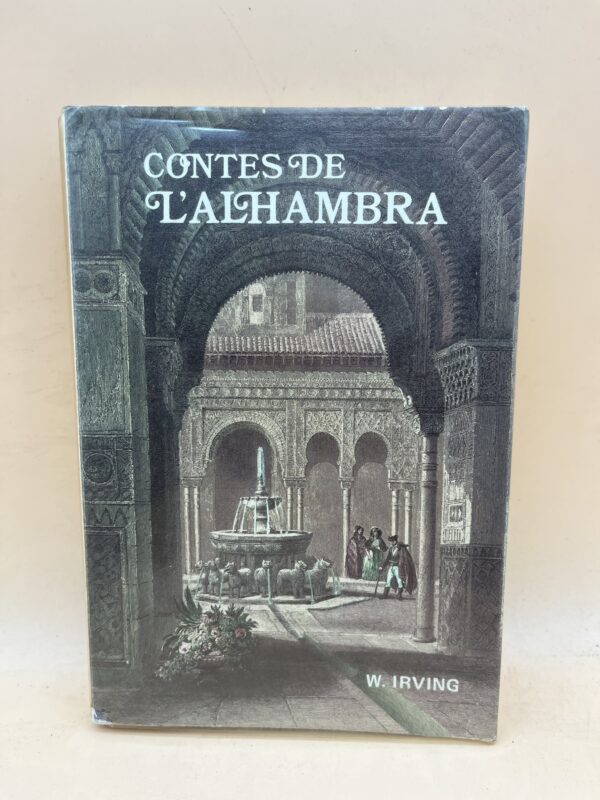 CONTES DE
L'ALHAMBRA
W. IRVING